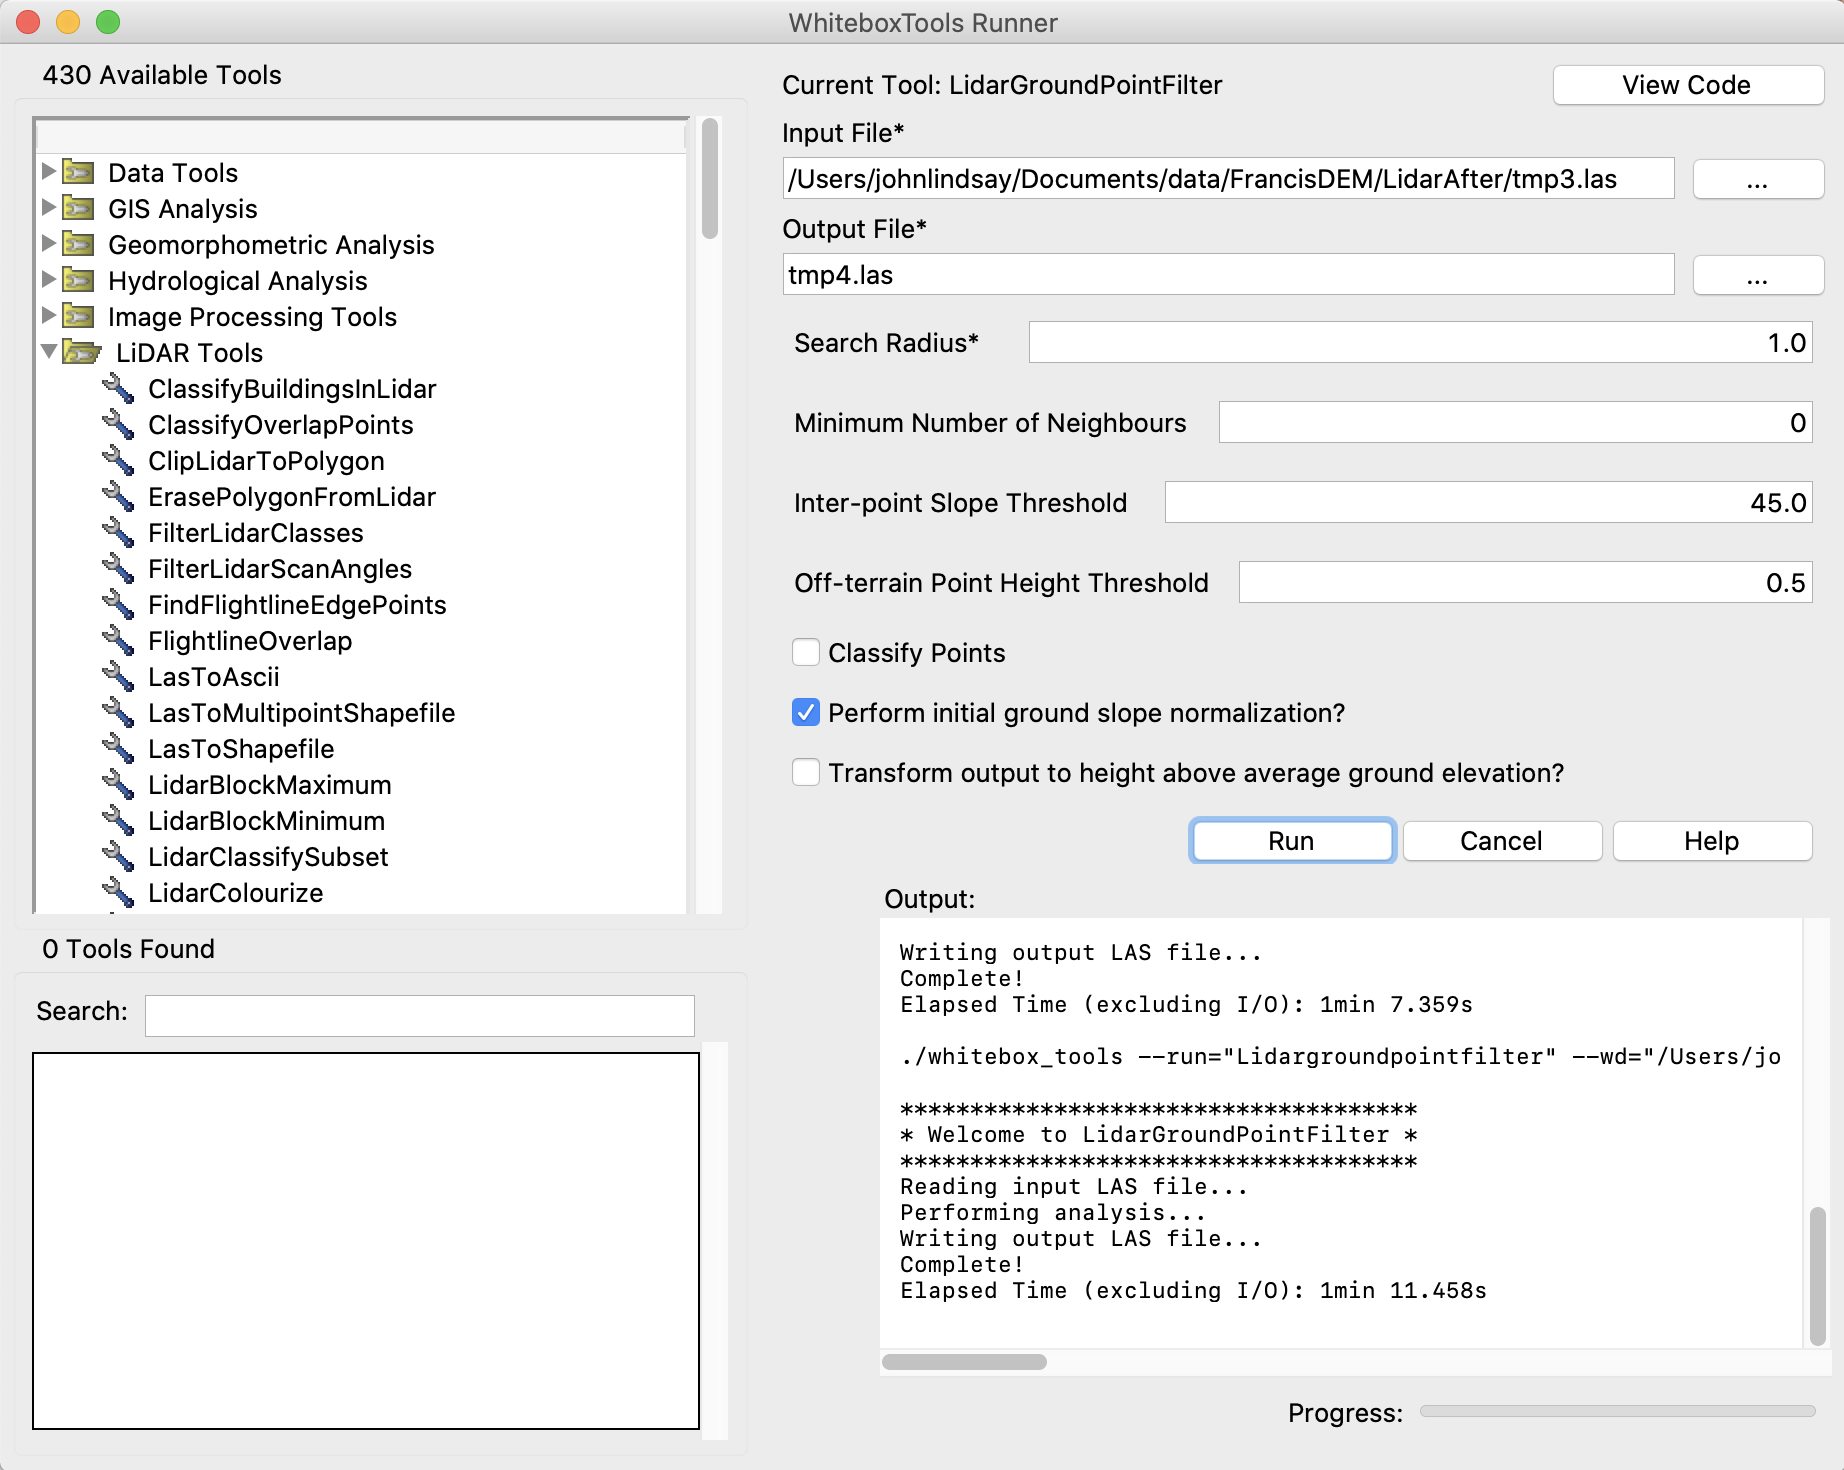 WhiteboxTools Runner
430 Available Tools
Data Tools
GIS Analysis
Geomorphometric Analysis
Hydrological Analysis
Image Processing Tools
LiDAR Tools
ClassifyBuildingsInLidar
ClassifyOverlapPoints
ClipLidarToPolygon
ErasePolygonFromLidar
FilterLidarClasses
FilterLidarScanAngles
FindFlightlineEdgePoints
FlightlineOverlap
LasToAscii
LasToMultipointShapefile
LasToShapefile
LidarBlockMaximum
LidarBlockMinimum
LidarClassifySubset
LidarColourize
0 Tools Found
Search:
Current Tool: LidarGroundPointFilter
View Code
Input File*
/Users/johnlindsay/Documents/data/FrancisDEM/LidarAfter/tmp3.las
...
Output File*
tmp4.las
...
Search Radius*
1.0
Minimum Number of Neighbours
0
Inter-point Slope Threshold
45.0
Off-terrain Point Height Threshold
0.5
Classify Points
Perform initial ground slope normalization?
Transform output to height above average ground elevation?
Run
Cancel
Help
Output:
Writing output LAS file...
Complete!
Elapsed Time (excluding I/O): 1min 7.359s
./whitebox_tools --run="Lidargroundpointfilter" --wd="/Users/jo
*************************************
* Welcome to LidarGroundPointFilter *
*************************************
Reading input LAS file...
Performing analysis...
Writing output LAS file...
Complete!
Elapsed Time (excluding I/O): 1min 11.458s
Progress: